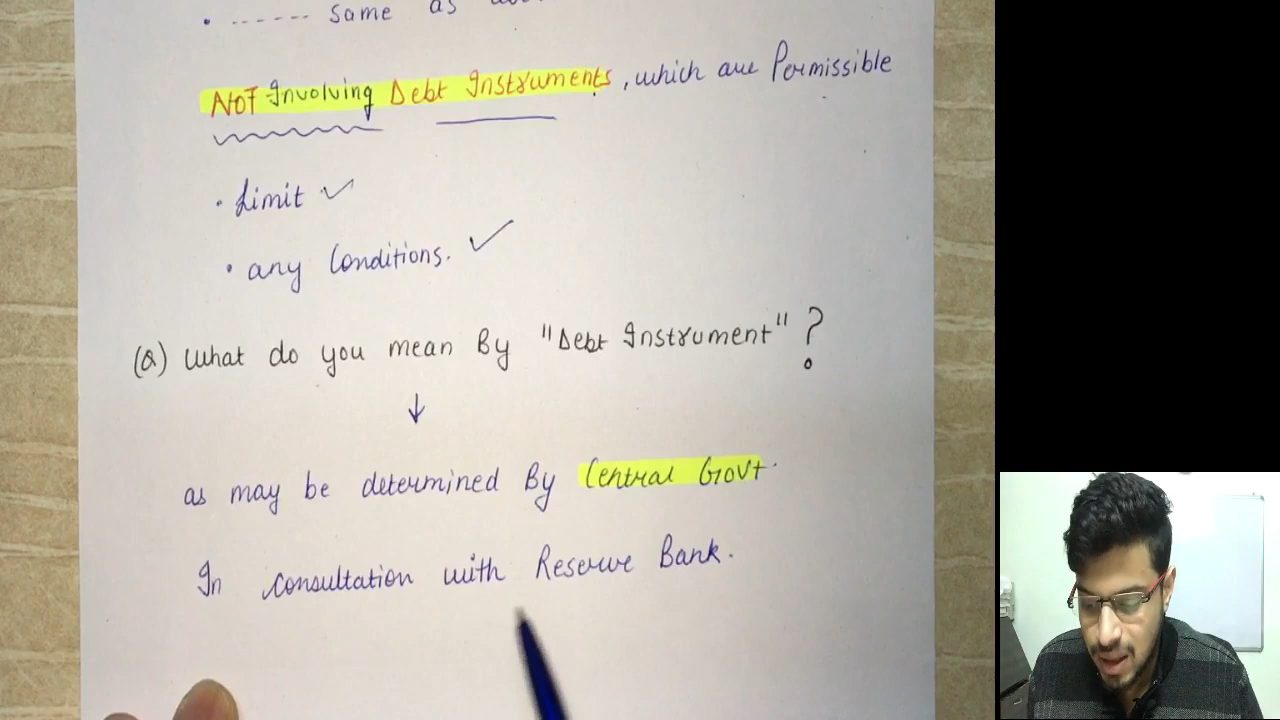 • ------ same as
NOT Involving Debt Instruments, which are Permissible
• Limit ✓
• any Conditions. ✓
(Q) What do you mean By "Debt Instrument" ?
↓
as may be determined By Central Govt.
In consultation with Reserve Bank.